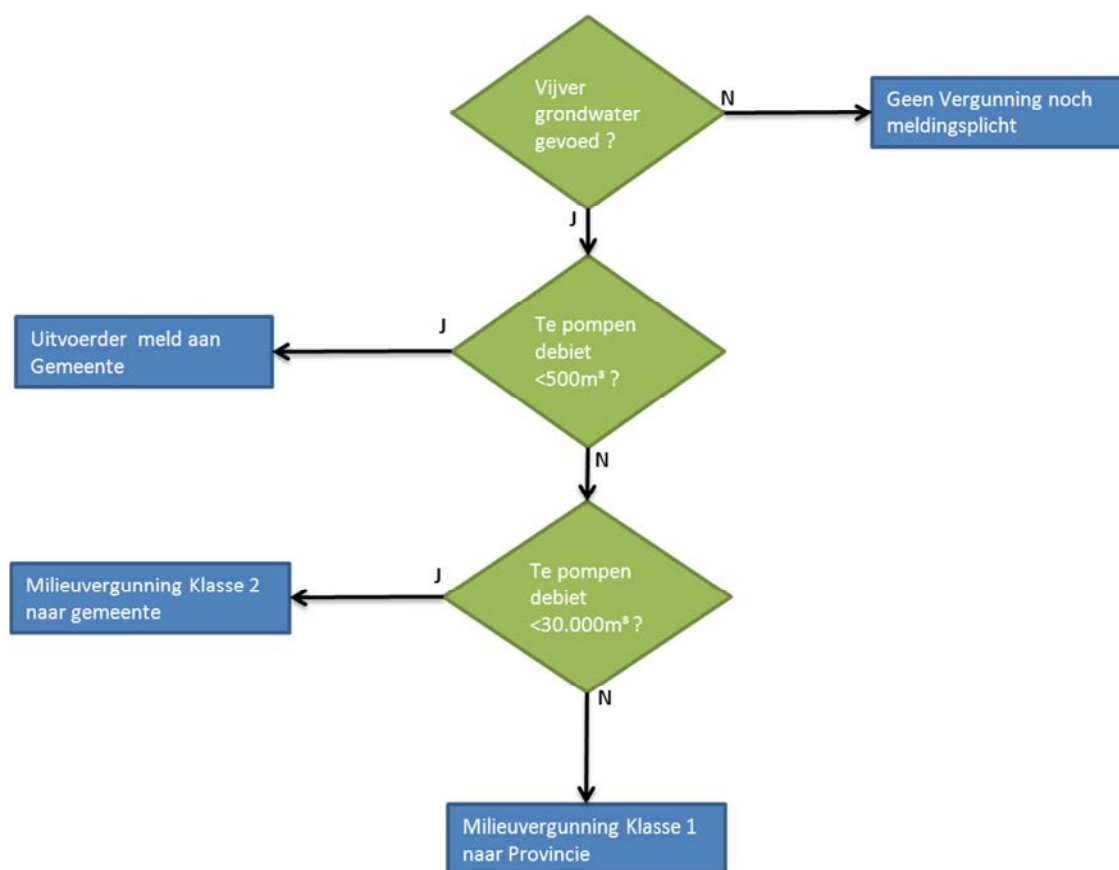 Vijver
grondwater
gevoed ?
N
Geen Vergunning noch
meldingsplicht
J
Te pompen
debiet
<500m³ ?
J
Uitvoerder meld aan
Gemeente
N
Te pompen
debiet
<30.000m³ ?
J
Milieuvergunning Klasse 2
naar gemeente
N
Milieuvergunning Klasse 1
naar Provincie